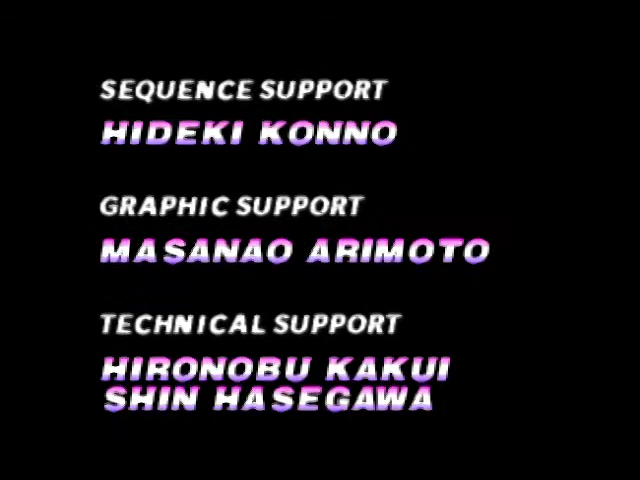 SEQUENCE SUPPORT
HIDEKI KONNO
GRAPHIC SUPPORT
MASANAO ARIMOTO
TECHNICAL SUPPORT
HIRONOBU KAKUI
SHIN HASEGAWA